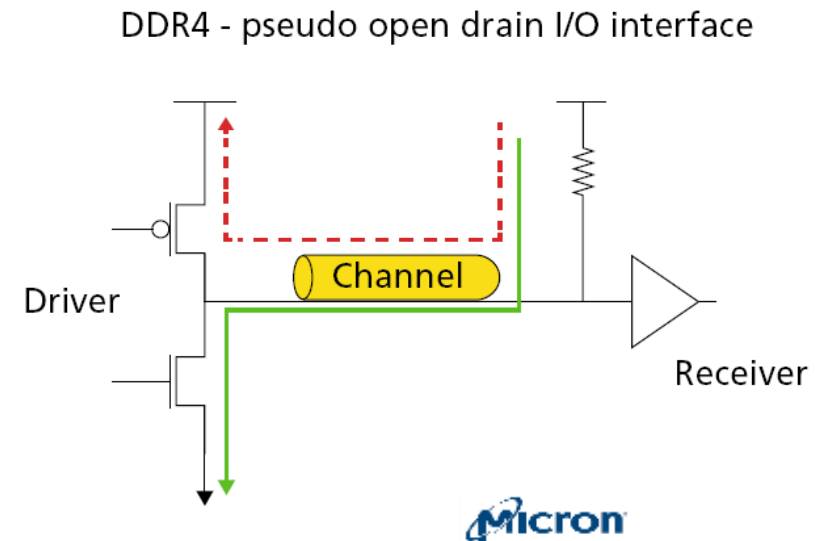 DDR4 - pseudo open drain I/O interface
Channel
Driver
Receiver
Micron